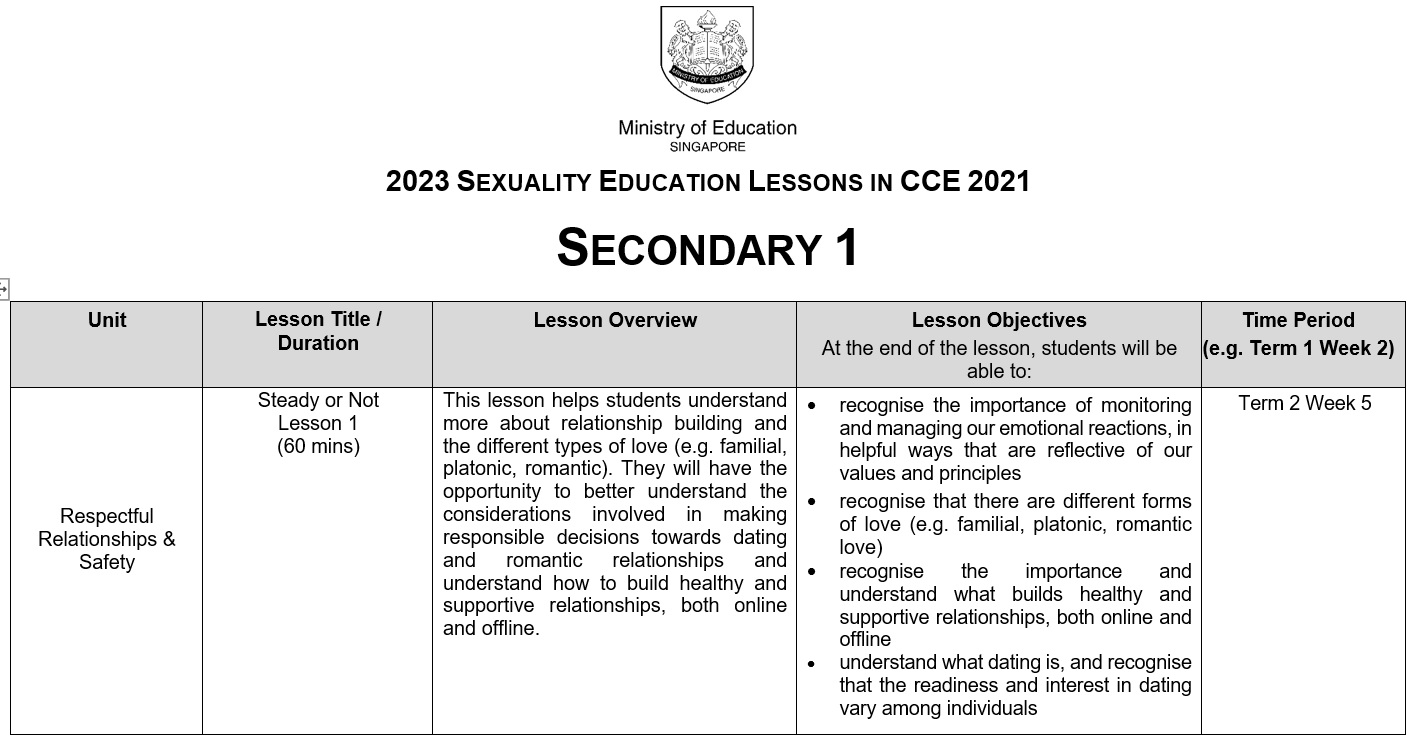 MINISTRY OF EDUCATION
SINGAPORE
Ministry of Education
SINGAPORE
2023 SEXUALITY EDUCATION LESSONS IN CCE 2021
SECONDARY 1
Unit
Lesson Title /
Duration
Lesson Overview
Lesson Objectives
At the end of the lesson, students will be
able to:
Time Period
(e.g. Term 1 Week 2)
Respectful
Relationships &
Safety
Steady or Not
Lesson 1
(60 mins)
This lesson helps students understand
more about relationship building and
the different types of love (e.g. familial,
platonic, romantic). They will have the
opportunity to better understand the
considerations involved in making
responsible decisions towards dating
and romantic relationships and
understand how to build healthy and
supportive relationships, both online
and offline.
• recognise the importance of monitoring
and managing our emotional reactions, in
helpful ways that are reflective of our
values and principles
• recognise that there are different forms
of love (e.g. familial, platonic, romantic
love)
• recognise the importance and
understand what builds healthy and
supportive relationships, both online and
offline
• understand what dating is, and recognise
that the readiness and interest in dating
vary among individuals
Term 2 Week 5